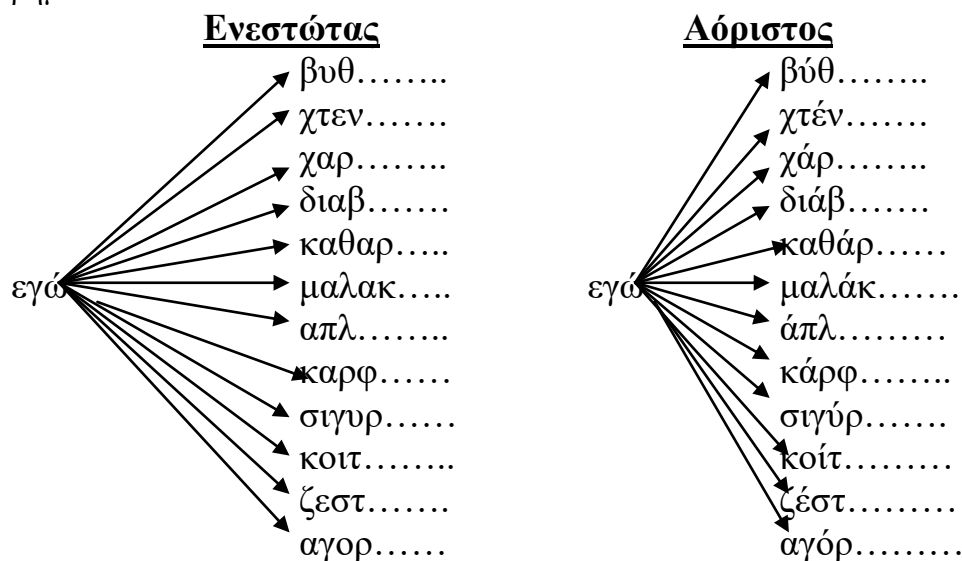 Ενεστώτας Αόριστος
βυθ…….. βύθ……..
χτεν……. χτέν…….
χαρ…….. χάρ……..
διαβ……. διάβ…….
καθαρ….. καθάρ……
εγώ μαλακ….. εγώ μαλάκ…….
απλ…….. άπλ………
καρφ…… κάρφ……..
σιγυρ…… σιγύρ…….
κοιτ…….. κοίτ………
ζεστ……. ζέστ………
αγορ…… αγόρ………